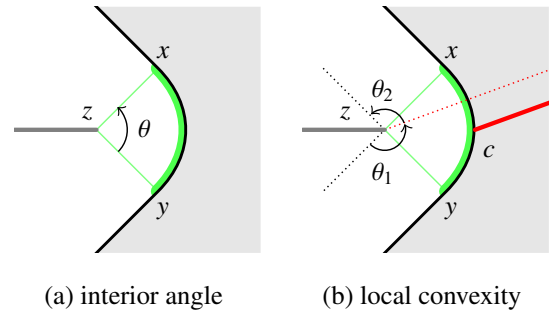 x
z
θ
y
(a) interior angle
x
z
θ₂
c
θ₁
y
(b) local convexity